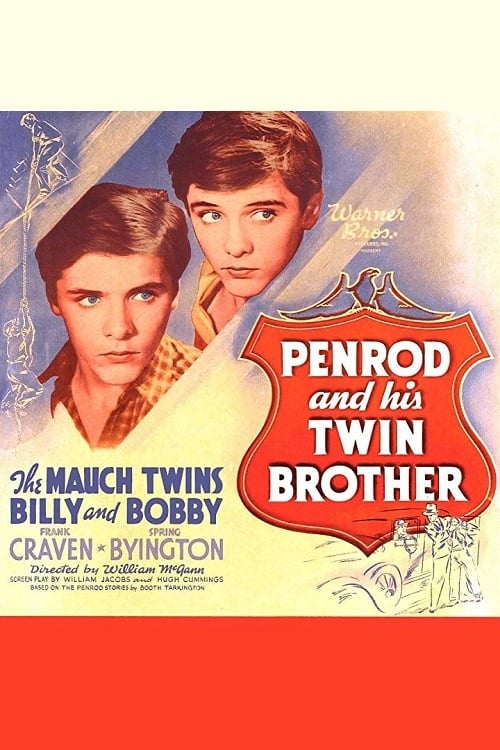 Warner
Bros.
PICTURES, INC.
PRESENT
PENROD
and his
TWIN
BROTHER
The MAUCH TWINS
BILLY and BOBBY
FRANK CRAVEN ★ SPRING BYINGTON
Directed by William McGann
SCREEN PLAY BY WILLIAM JACOBS and HUGH CUMMINGS
BASED ON THE PENROD STORIES BY BOOTH TARKINGTON